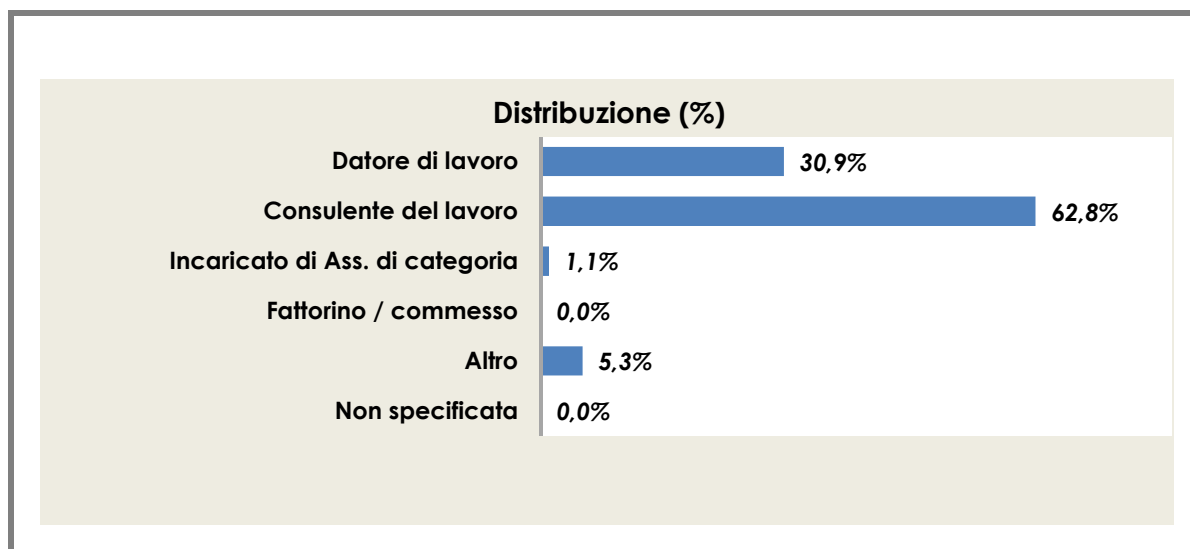 Distribuzione (%)
Datore di lavoro 30,9%
Consulente del lavoro 62,8%
Incaricato di Ass. di categoria 1,1%
Fattorino / commesso 0,0%
Altro 5,3%
Non specificata 0,0%